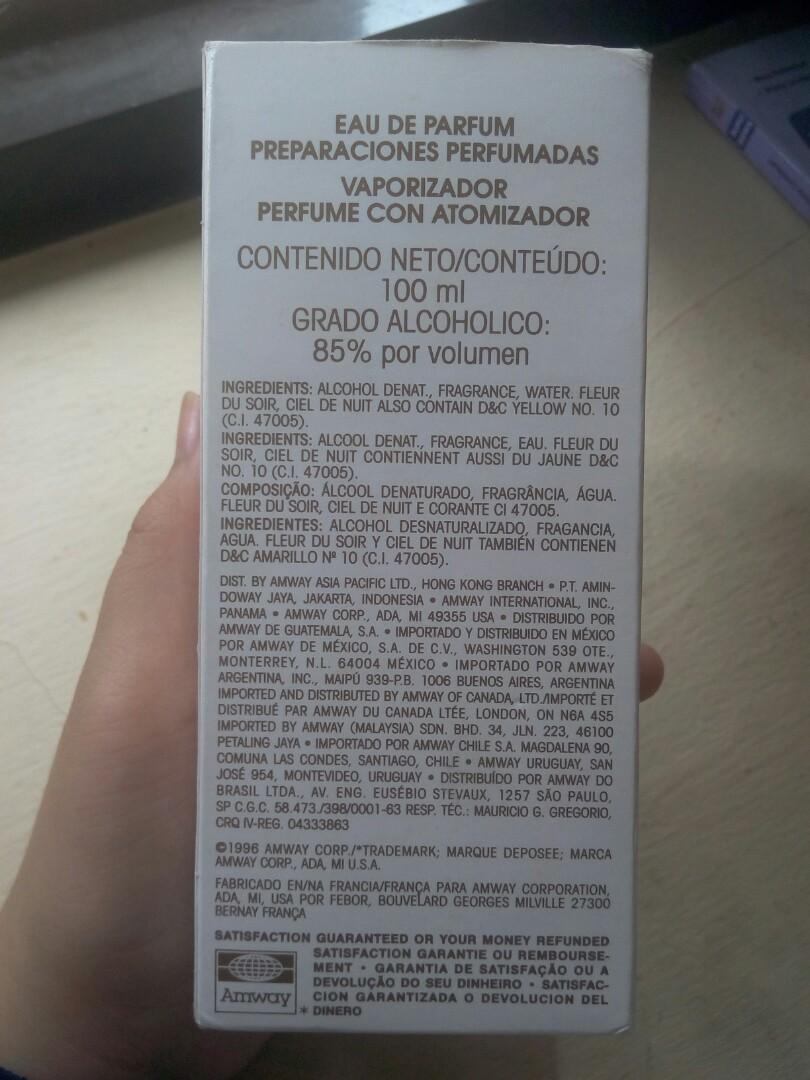 EAU DE PARFUM
PREPARACIONES PERFUMADAS
VAPORIZADOR
PERFUME CON ATOMIZADOR
CONTENIDO NETO/CONTEÚDO:
100 ml
GRADO ALCOHOLICO:
85% por volumen
INGREDIENTS: ALCOHOL DENAT., FRAGRANCE, WATER. FLEUR
DU SOIR, CIEL DE NUIT ALSO CONTAIN D&C YELLOW NO. 10
(C.I. 47005).
INGREDIENTS: ALCOOL DENAT., FRAGRANCE, EAU. FLEUR DU
SOIR, CIEL DE NUIT CONTIENNENT AUSSI DU JAUNE D&C
NO. 10 (C.I. 47005).
COMPOSIÇÃO: ÁLCOOL DENATURADO, FRAGRÂNCIA, ÁGUA.
FLEUR DU SOIR, CIEL DE NUIT E CORANTE CI 47005.
INGREDIENTES: ALCOHOL DESNATURALIZADO, FRAGANCIA,
AGUA. FLEUR DU SOIR Y CIEL DE NUIT TAMBIÉN CONTIENEN
D&C AMARILLO Nº 10 (C.I. 47005).
DIST. BY AMWAY ASIA PACIFIC LTD., HONG KONG BRANCH • P.T. AMIN-
DOWAY JAYA, JAKARTA, INDONESIA • AMWAY INTERNATIONAL, INC.,
PANAMA • AMWAY CORP., ADA, MI 49355 USA • DISTRIBUIDO POR
AMWAY DE GUATEMALA, S.A. • IMPORTADO Y DISTRIBUIDO EN MÉXICO
POR AMWAY DE MÉXICO, S.A. DE C.V., WASHINGTON 539 OTE.,
MONTERREY, N.L. 64004 MÉXICO • IMPORTADO POR AMWAY
ARGENTINA, INC., MAIPÚ 939-P.B. 1006 BUENOS AIRES, ARGENTINA
IMPORTED AND DISTRIBUTED BY AMWAY OF CANADA, LTD./IMPORTÉ ET
DISTRIBUÉ PAR AMWAY DU CANADA LTÉE, LONDON, ON N6A 4S5
IMPORTED BY AMWAY (MALAYSIA) SDN. BHD. 34, JLN. 223, 46100
PETALING JAYA • IMPORTADO POR AMWAY CHILE S.A. MAGDALENA 90,
COMUNA LAS CONDES, SANTIAGO, CHILE • AMWAY URUGUAY, SAN
JOSÉ 954, MONTEVIDEO, URUGUAY • DISTRIBUÍDO POR AMWAY DO
BRASIL LTDA., AV. ENG. EUSÉBIO STEVAUX, 1257 SÃO PAULO,
SP C.G.C. 58.473./398/0001-63 RESP. TÉC.: MAURICIO G. GREGORIO,
CRQ IV-REG. 04333863
©1996 AMWAY CORP./*TRADEMARK; MARQUE DEPOSEE; MARCA
AMWAY CORP., ADA, MI U.S.A.
FABRICADO EN/NA FRANCIA/FRANÇA PARA AMWAY CORPORATION,
ADA, MI, USA POR FEBOR, BOUVELARD GEORGES MILVILLE 27300
BERNAY FRANÇA
SATISFACTION GUARANTEED OR YOUR MONEY REFUNDED
SATISFACTION GARANTIE OU REMBOURSE-
MENT • GARANTIA DE SATISFAÇÃO OU A
DEVOLUÇÃO DO SEU DINHEIRO • SATISFAC-
CION GARANTIZADA O DEVOLUCION DEL
DINERO
Amway *